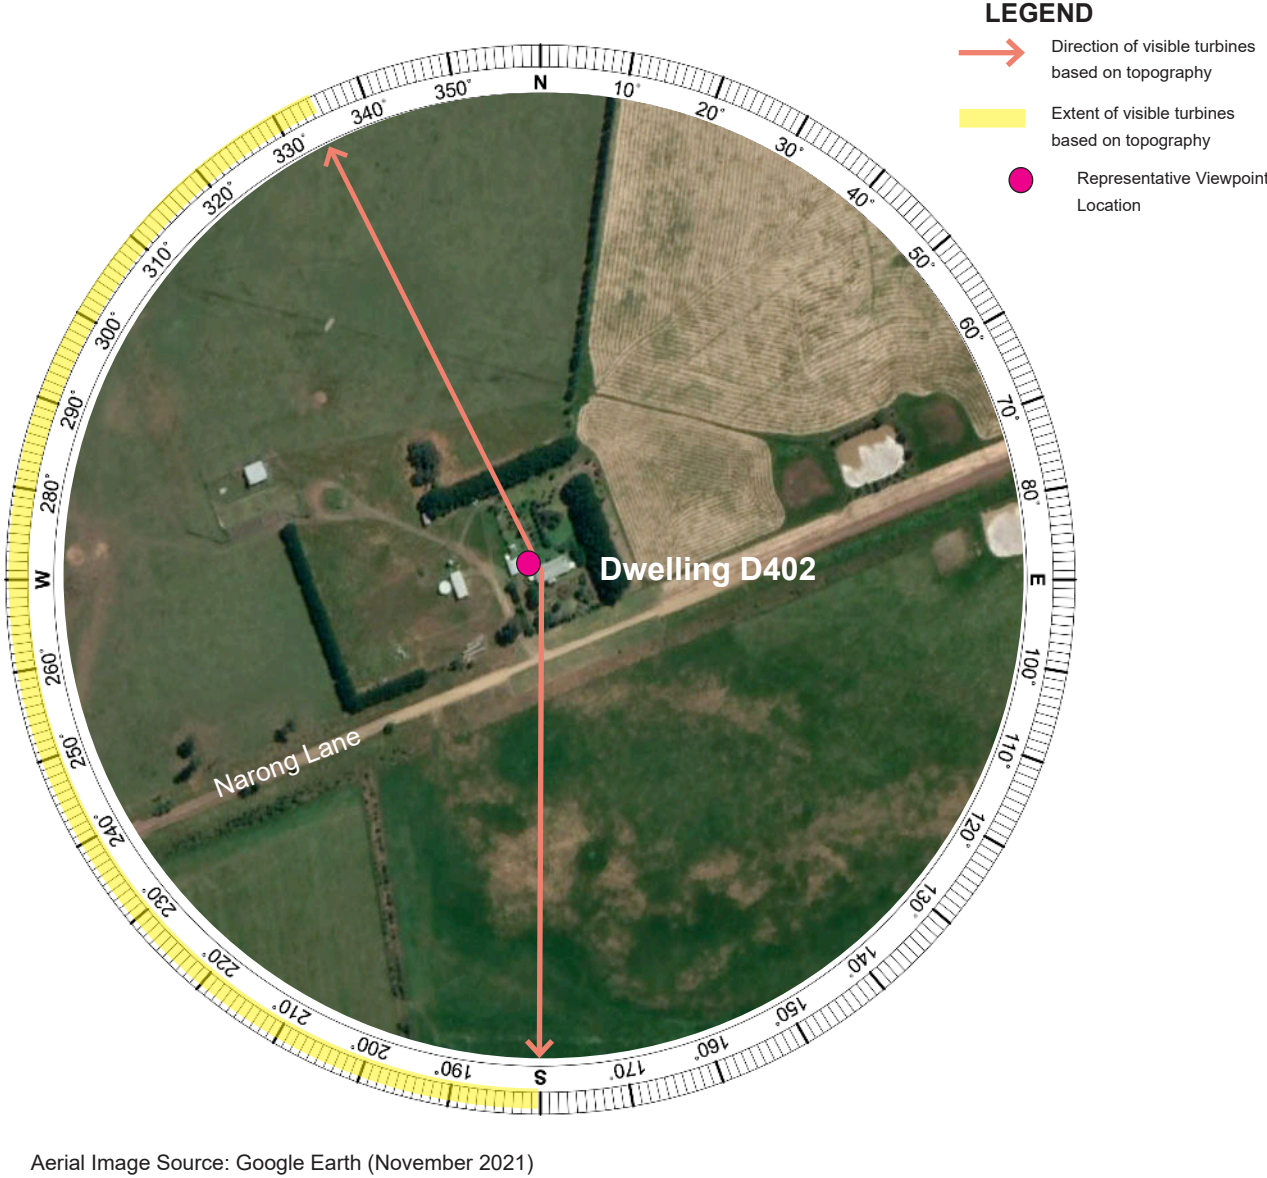 LEGEND
Direction of visible turbines
based on topography
Extent of visible turbines
based on topography
Representative Viewpoint
Location
N
10°
20°
30°
40°
50°
60°
70°
80°
E
100°
110°
120°
130°
140°
150°
160°
170°
S
190°
200°
210°
220°
230°
240°
250°
260°
W
280°
290°
300°
310°
320°
330°
340°
350°
Dwelling D402
Narong Lane
Aerial Image Source: Google Earth (November 2021)